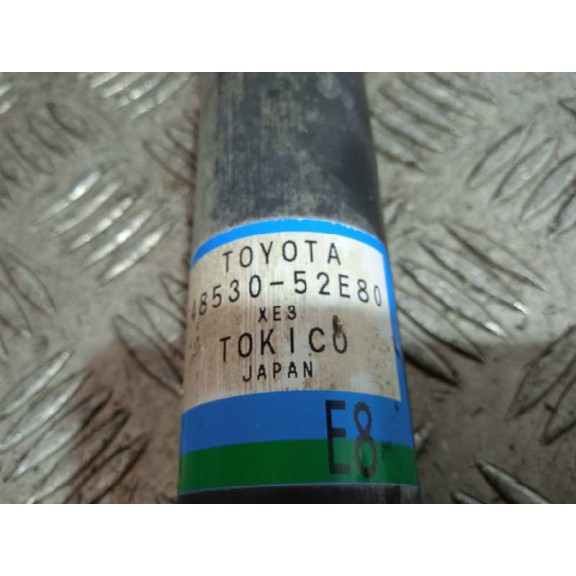 TOYOTA
48530-52E80
XE3
TOKICO
JAPAN
E8